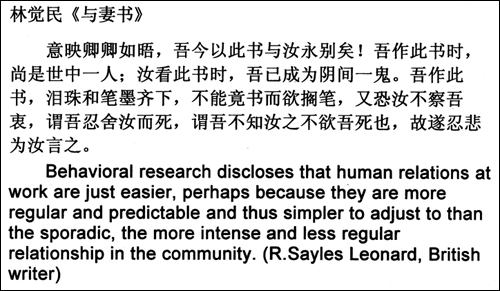 林觉民《与妻书》
意映卿卿如晤，吾今以此书与汝永别矣！吾作此书时，
尚是世中一人；汝看此书时，吾已成为阴间一鬼。吾作此
书，泪珠和笔墨齐下，不能竟书而欲搁笔，又恐汝不察吾
衷，谓吾忍舍汝而死，谓吾不知汝之不欲吾死也，故遂忍悲
为汝言之。
Behavioral research discloses that human relations at
work are just easier, perhaps because they are more
regular and predictable and thus simpler to adjust to than
the sporadic, the more intense and less regular
relationship in the community. (R.Sayles Leonard, British
writer)